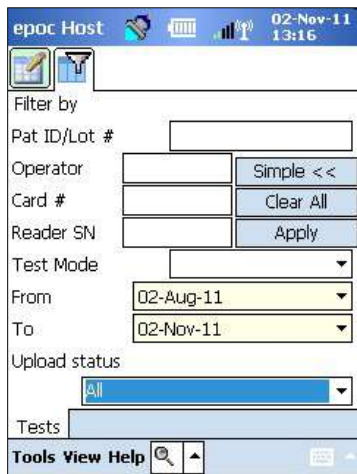 epoc Host 02-Nov-11
13:16
Filter by
Pat ID/Lot #
Operator Simple <<
Card # Clear All
Reader SN Apply
Test Mode
From 02-Aug-11
To 02-Nov-11
Upload status
All
Tests
Tools View Help